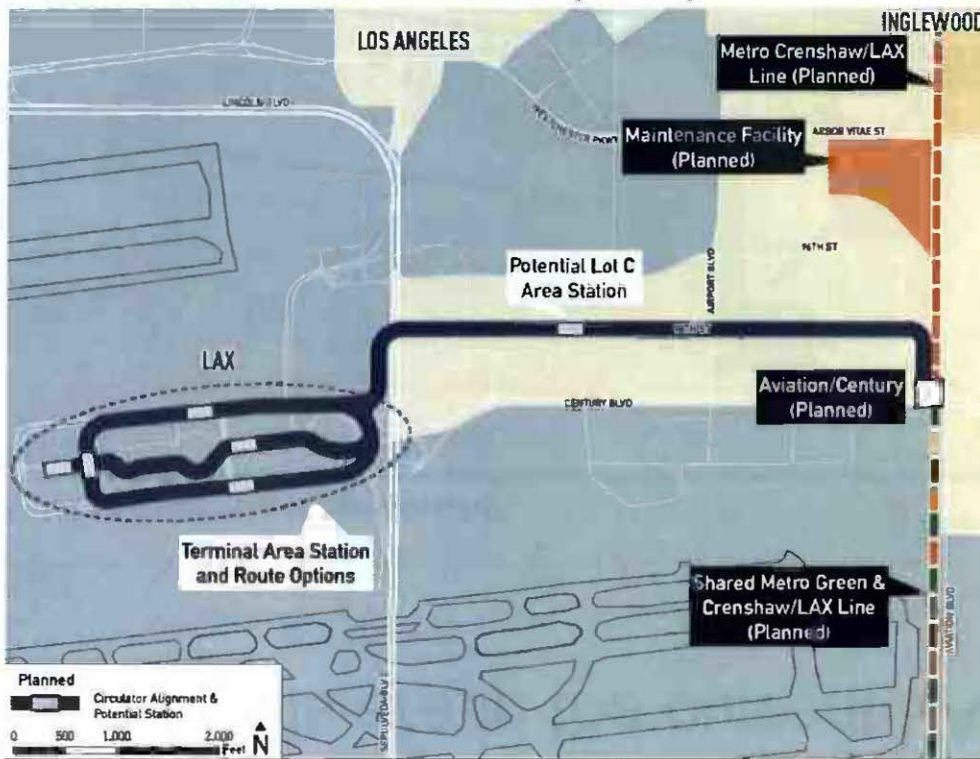 INGLEWOOD
LOS ANGELES
Metro Crenshaw/LAX
Line (Planned)
LINCOLN BLVD
ARBOR VITAE ST
Maintenance Facility
(Planned)
96TH ST
Potential Lot C
Area Station
AIRPORT BLVD
LAX
Aviation/Century
(Planned)
CENTURY BLVD
Terminal Area Station
and Route Options
Shared Metro Green &
Crenshaw/LAX Line
(Planned)
AVIATION BLVD
SEPULVEDA BLV
Planned
Circulator Alignment &
Potential Station
0 500 1,000 2,000
Feet
N